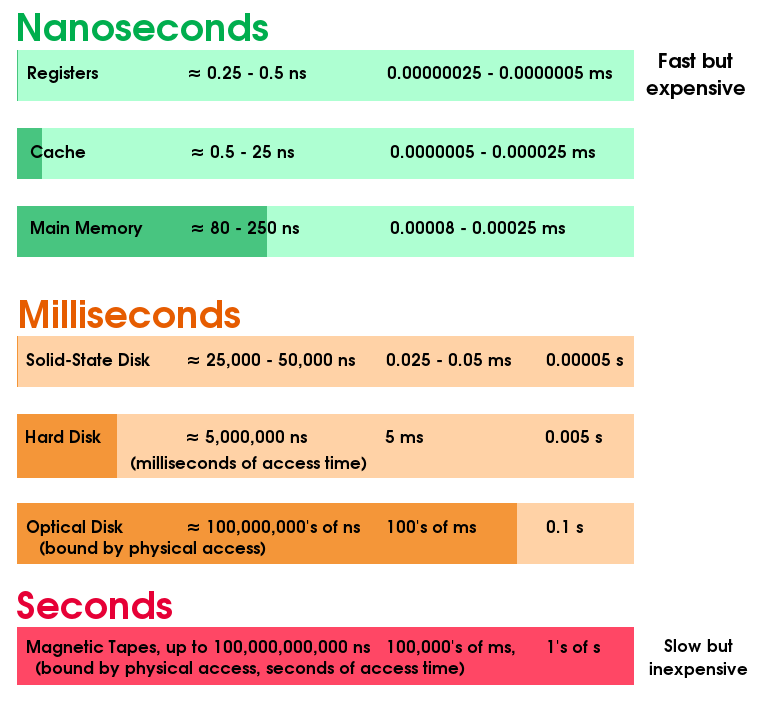 Nanoseconds
Registers ≈ 0.25 - 0.5 ns 0.00000025 - 0.0000005 ms
Fast but
expensive
Cache ≈ 0.5 - 25 ns 0.0000005 - 0.000025 ms
Main Memory ≈ 80 - 250 ns 0.00008 - 0.00025 ms
Milliseconds
Solid-State Disk ≈ 25,000 - 50,000 ns 0.025 - 0.05 ms 0.00005 s
Hard Disk ≈ 5,000,000 ns 5 ms 0.005 s
(milliseconds of access time)
Optical Disk ≈ 100,000,000's of ns 100's of ms 0.1 s
(bound by physical access)
Seconds
Magnetic Tapes, up to 100,000,000,000 ns 100,000's of ms, 1's of s
(bound by physical access, seconds of access time)
Slow but
inexpensive